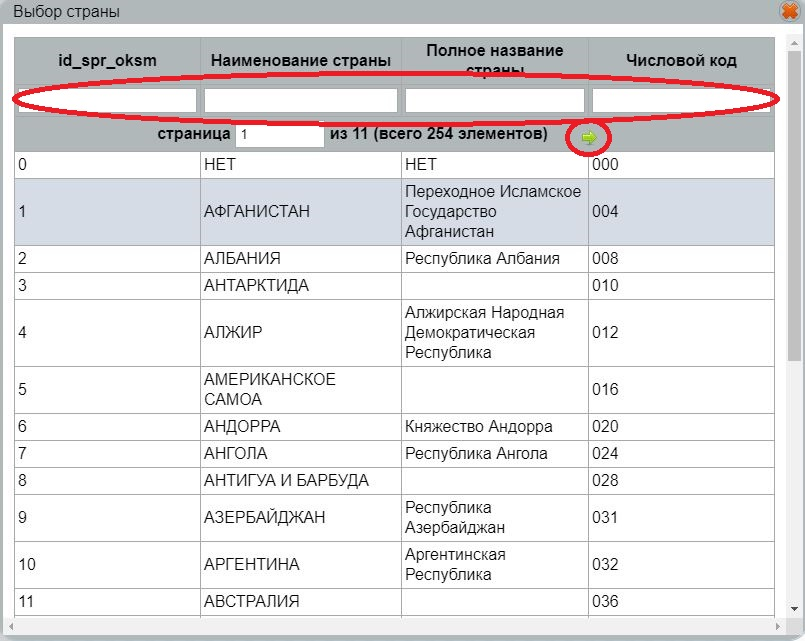 Выбор страны
id_spr_oksm Наименование страны Полное название страны Числовой код
страница 1 из 11 (всего 254 элементов)
0 НЕТ НЕТ 000
1 АФГАНИСТАН Переходное Исламское Государство Афганистан 004
2 АЛБАНИЯ Республика Албания 008
3 АНТАРКТИДА 010
4 АЛЖИР Алжирская Народная Демократическая Республика 012
5 АМЕРИКАНСКОЕ САМОА 016
6 АНДОРРА Княжество Андорра 020
7 АНГОЛА Республика Ангола 024
8 АНТИГУА И БАРБУДА 028
9 АЗЕРБАЙДЖАН Республика Азербайджан 031
10 АРГЕНТИНА Аргентинская Республика 032
11 АВСТРАЛИЯ 036